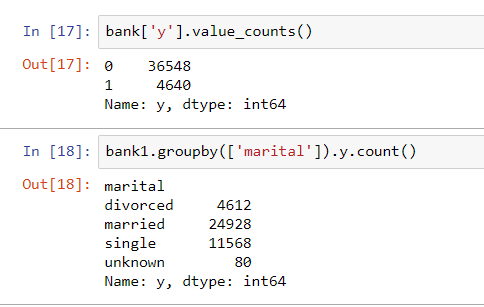 In [17]: bank['y'].value_counts()
Out[17]: 0    36548
1     4640
Name: y, dtype: int64
In [18]: bank1.groupby(['marital']).y.count()
Out[18]: marital
divorced     4612
married     24928
single      11568
unknown        80
Name: y, dtype: int64